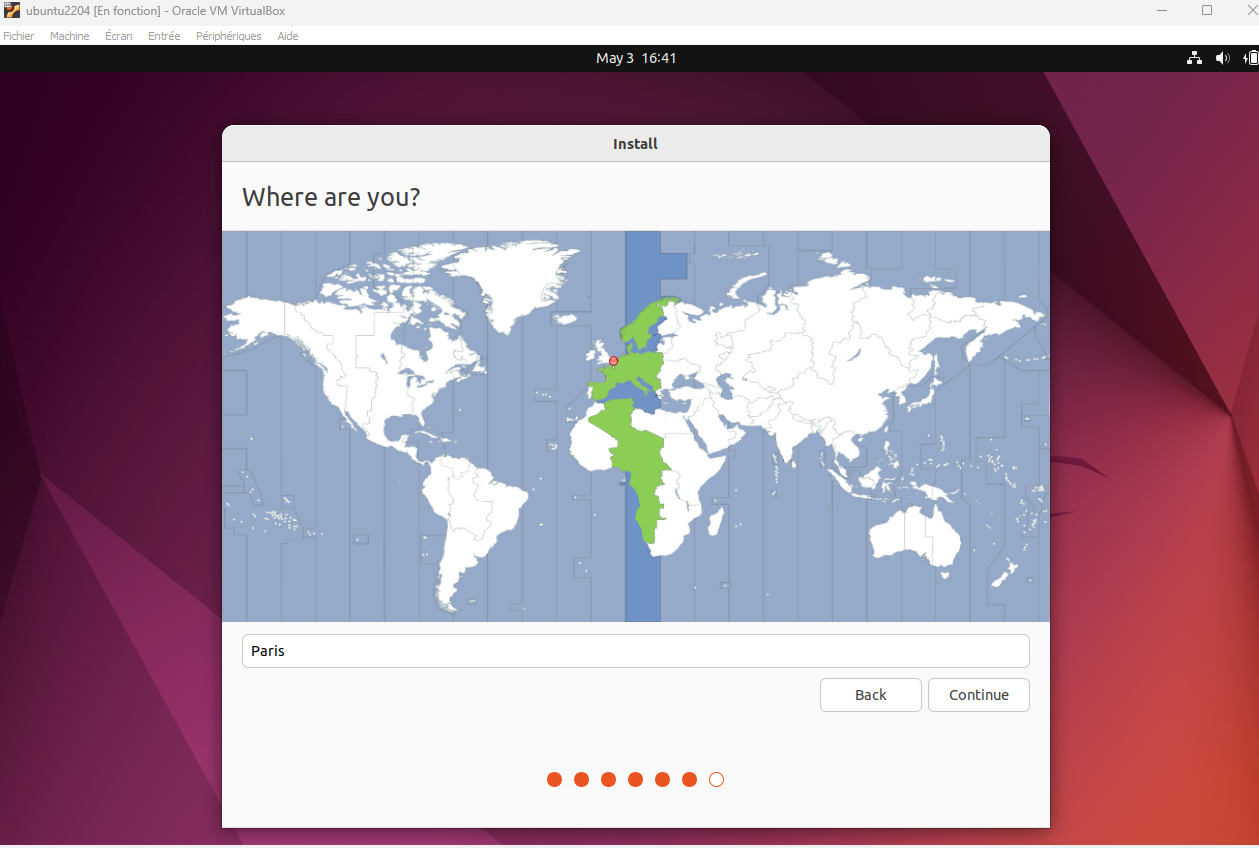 ubuntu2204 [En fonction] - Oracle VM VirtualBox
Fichier Machine Écran Entrée Périphériques Aide
May 3 16:41
Install
Where are you?
Paris
Back Continue